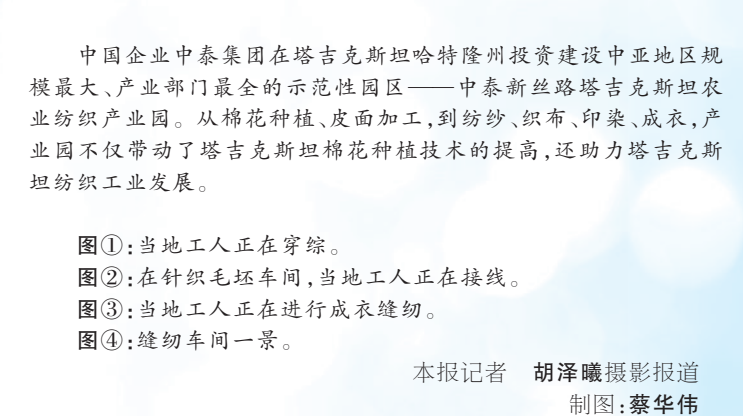 中国企业中泰集团在塔吉克斯坦哈特隆州投资建设中亚地区规
模最大、产业部门最全的示范性园区——中泰新丝路塔吉克斯坦农
业纺织产业园。从棉花种植、皮面加工,到纺纱、织布、印染、成衣,产
业园不仅带动了塔吉克斯坦棉花种植技术的提高,还助力塔吉克斯
坦纺织工业发展。
图①:当地工人正在穿综。
图②:在针织毛坯车间,当地工人正在接线。
图③:当地工人正在进行成衣缝纫。
图④:缝纫车间一景。
本报记者 胡泽曦摄影报道
制图:蔡华伟